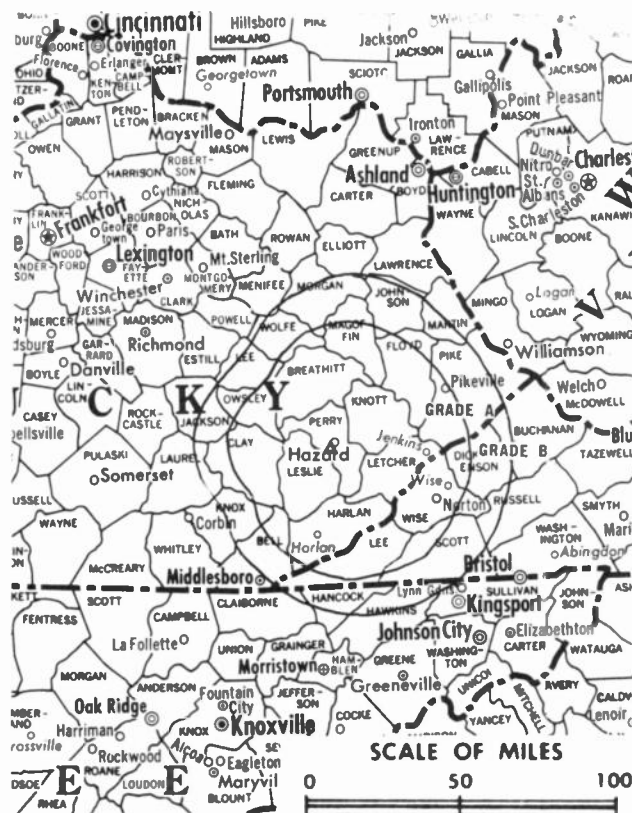 Cincinnati
Hillsboro
PIKE
Jackson
JACKSON
GALLIA
BOONE
Covington
HIGHLAND
CLERMONT
BROWN
ADAMS
SCIOTO
JACKSON
Florence
Erlanger
OHIO
KENTON
CAMPBELL
Georgetown
Gallipolis
Point Pleasant
MASON
Portsmouth
GALLATIN
GRANT
PENDLETON
BRACKEN
Maysville
MASON
LEWIS
Ironton
LAWRENCE
PUTNAM
OWEN
ROBERTSON
GREENUP
Dunbar
HARRISON
FLEMING
Ashland
CABELL
Nitro
BOYD
Huntington
St. Albans
SCOTT
Cythiana
NICHOLAS
CARTER
WAYNE
S. Charleston
Frankfort
BOURBON
Georgetown
Paris
BATH
ROWAN
ELLIOTT
LINCOLN
BOONE
WOODFORD
Lexington
FAYETTE
Mt. Sterling
MONTGOMERY
MENIFEE
MORGAN
LAWRENCE
Winchester
CLARK
JOHNSON
MINGO
Logan
LOGAN
MERCER
JESSAMINE
MADISON
POWELL
WOLFE
MAGOFFIN
MARTIN
V
WYOMING
Richmond
GARRARD
ESTILL
LEE
FLOYD
PIKE
Williamson
BOYLE
Danville
BREATHITT
Pikeville
Welch
McDOWELL
LINCOLN
C
K
Y
OWSLEY
KNOTT
GRADE A
CASEY
ROCKCASTLE
JACKSON
PERRY
BUCHANAN
PULASKI
CLAY
Hazard
Jenkins
GRADE B
TAZEWELL
Somerset
LAUREL
LESLIE
LETCHER
DICKENSON
Wise
Norton
RUSSELL
SMYTH
WAYNE
KNOX
Corbin
HARLAN
WISE
WASHINGTON
WHITLEY
BELL
Harlan
LEE
SCOTT
Abingdon
McCREARY
Middlesboro
Bristol
SCOTT
CLAIBORNE
HANCOCK
Lynn Gdns
SULLIVAN
JOHNSON
FENTRESS
CAMPBELL
HAWKINS
Kingsport
La Follette
UNION
GRAINGER
Johnson City
Elizabethton
CARTER
WATAUGA
MORGAN
Morristown
HAMBLEN
GREENE
WASHINGTON
ANDERSON
JEFFERSON
Greeneville
UNICOI
MITCHELL
AVERY
Oak Ridge
Fountain City
Harriman
KNOX
Knoxville
COCKE
YANCEY
Rockwood
Alcoa
Eagleton
SCALE OF MILES
ROANE
E
LOUDON
E
BLOUNT
RHEA
0
50
100